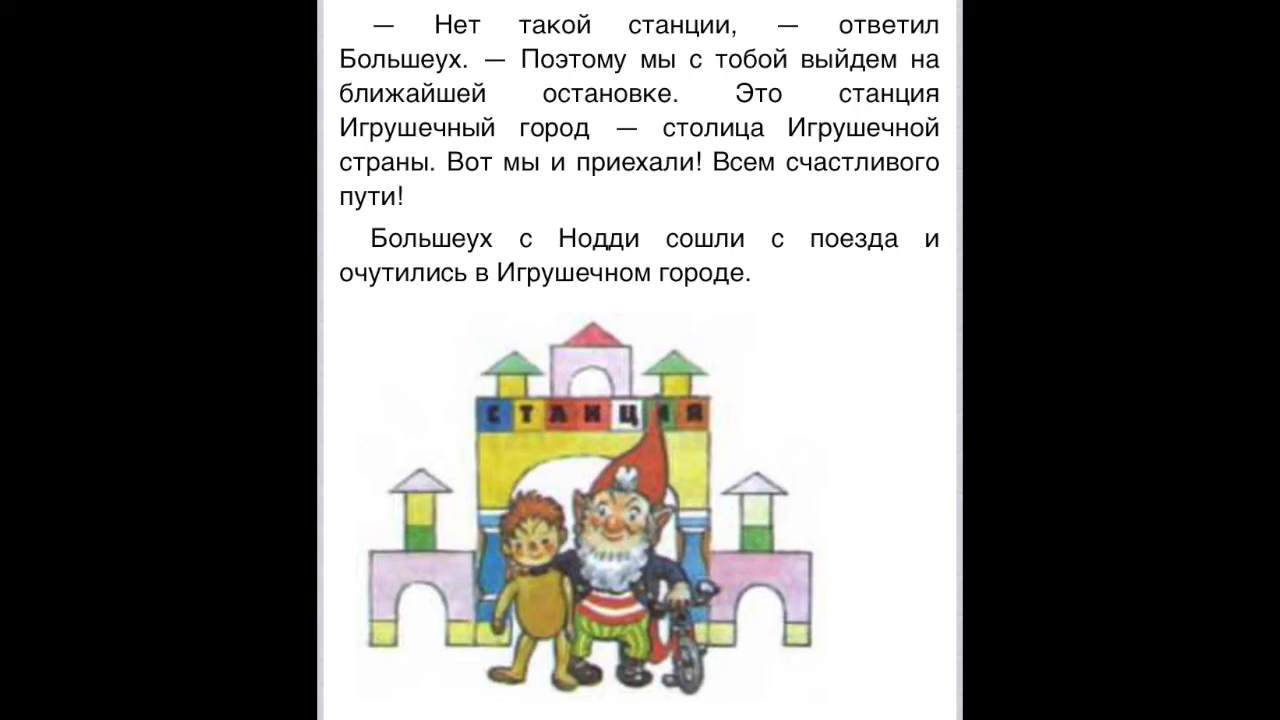 — Нет такой станции, — ответил
Большеух. — Поэтому мы с тобой выйдем на
ближайшей остановке. Это станция
Игрушечный город — столица Игрушечной
страны. Вот мы и приехали! Всем счастливого
пути!
Большеух с Нодди сошли с поезда и
очутились в Игрушечном городе.
СТАНЦИЯ